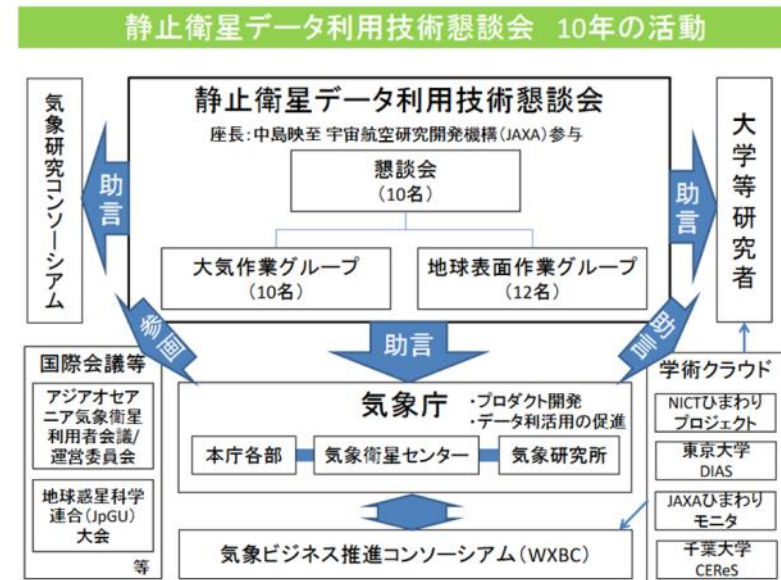 静止衛星データ利用技術懇談会 10年の活動
気象研究コンソーシアム
静止衛星データ利用技術懇談会
座長：中島映至 宇宙航空研究開発機構(JAXA)参与
懇談会
(10名)
大気作業グループ
(10名)
地球表面作業グループ
(12名)
大学等研究者
助言
助言
参画
助言
助言
国際会議等
アジアオセア
ニア気象衛星
利用者会議/
運営委員会
地球惑星科学
連合(JpGU)
大会
等
気象庁
・プロダクト開発
・データ利活用の促進
本庁各部
気象衛星センター
気象研究所
気象ビジネス推進コンソーシアム(WXBC)
学術クラウド
NICTひまわり
プロジェクト
東京大学
DIAS
JAXAひまわり
モニタ
千葉大学
CEReS